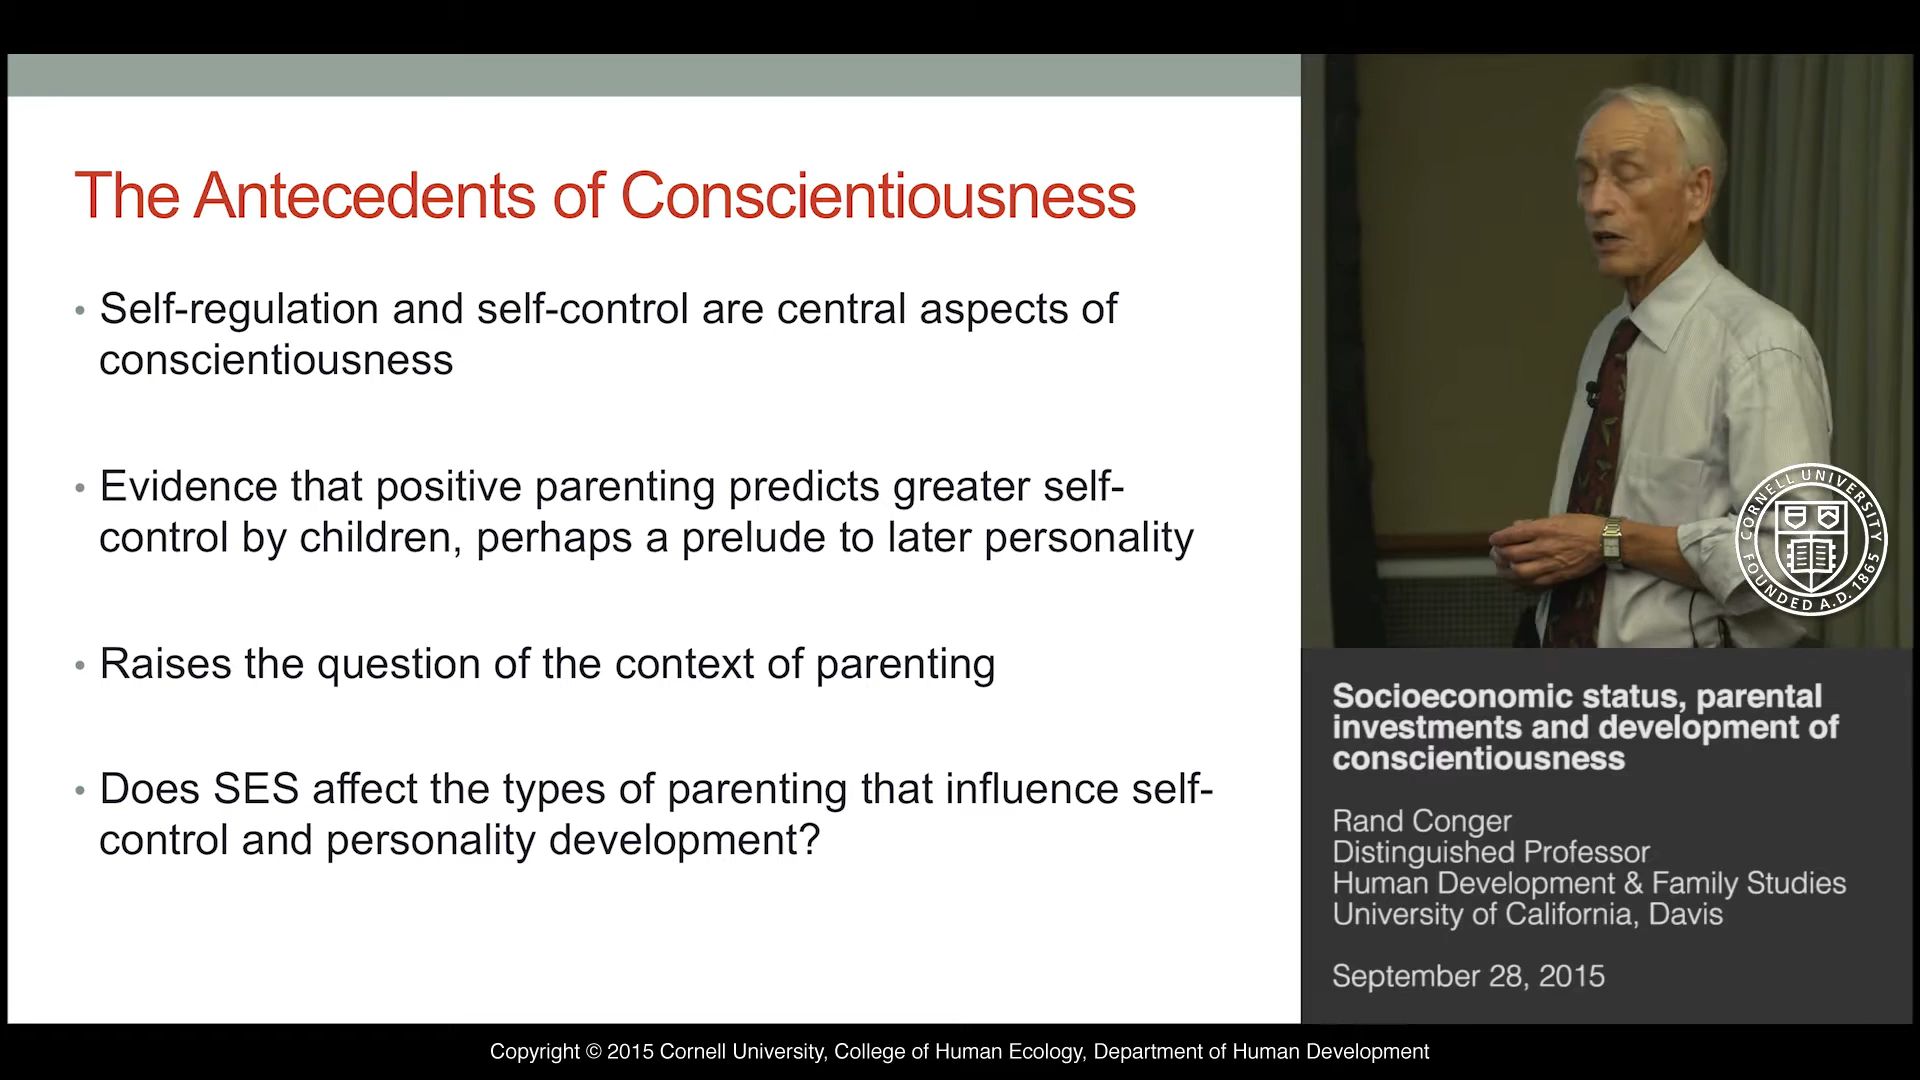 The Antecedents of Conscientiousness
• Self-regulation and self-control are central aspects of
conscientiousness
• Evidence that positive parenting predicts greater self-
control by children, perhaps a prelude to later personality
• Raises the question of the context of parenting
• Does SES affect the types of parenting that influence self-
control and personality development?
CORNELL UNIVERSITY
FOUNDED A.D. 1865
Socioeconomic status, parental
investments and development of
conscientiousness
Rand Conger
Distinguished Professor
Human Development & Family Studies
University of California, Davis
September 28, 2015
Copyright © 2015 Cornell University, College of Human Ecology, Department of Human Development